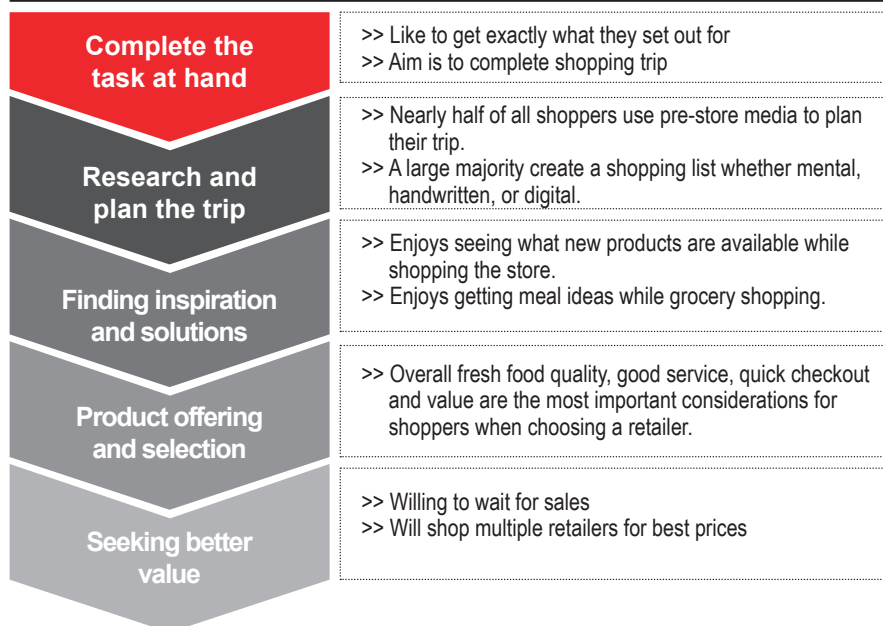 Complete the
task at hand
>> Like to get exactly what they set out for
>> Aim is to complete shopping trip
Research and
plan the trip
>> Nearly half of all shoppers use pre-store media to plan
their trip.
>> A large majority create a shopping list whether mental,
handwritten, or digital.
Finding inspiration
and solutions
>> Enjoys seeing what new products are available while
shopping the store.
>> Enjoys getting meal ideas while grocery shopping.
Product offering
and selection
>> Overall fresh food quality, good service, quick checkout
and value are the most important considerations for
shoppers when choosing a retailer.
Seeking better
value
>> Willing to wait for sales
>> Will shop multiple retailers for best prices